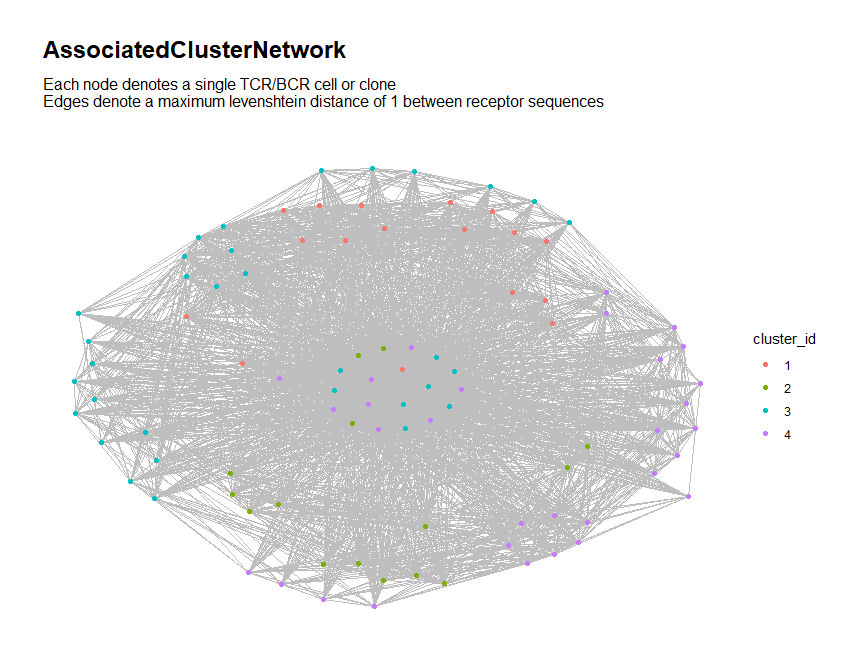 AssociatedClusterNetwork
Each node denotes a single TCR/BCR cell or clone
Edges denote a maximum levenshtein distance of 1 between receptor sequences
cluster_id
1
2
3
4